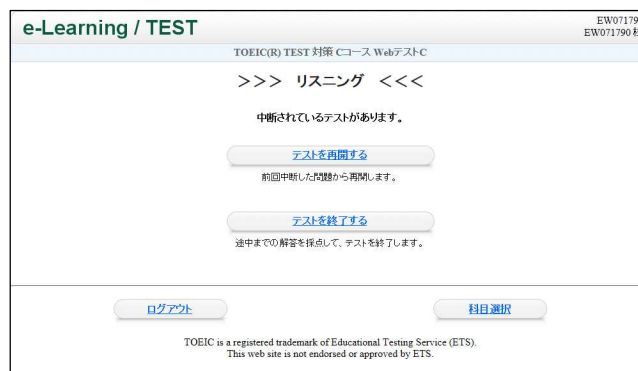 e-Learning / TEST
EW07179
EW071790 様
TOEIC(R) TEST 対策 Cコース WebテストC
>>> リスニング <<<
中断されているテストがあります。
テストを再開する
前回中断した問題から再開します。
テストを終了する
途中までの解答を採点して、テストを終了します。
ログアウト
科目選択
TOEIC is a registered trademark of Educational Testing Service (ETS).
This web site is not endorsed or approved by ETS.